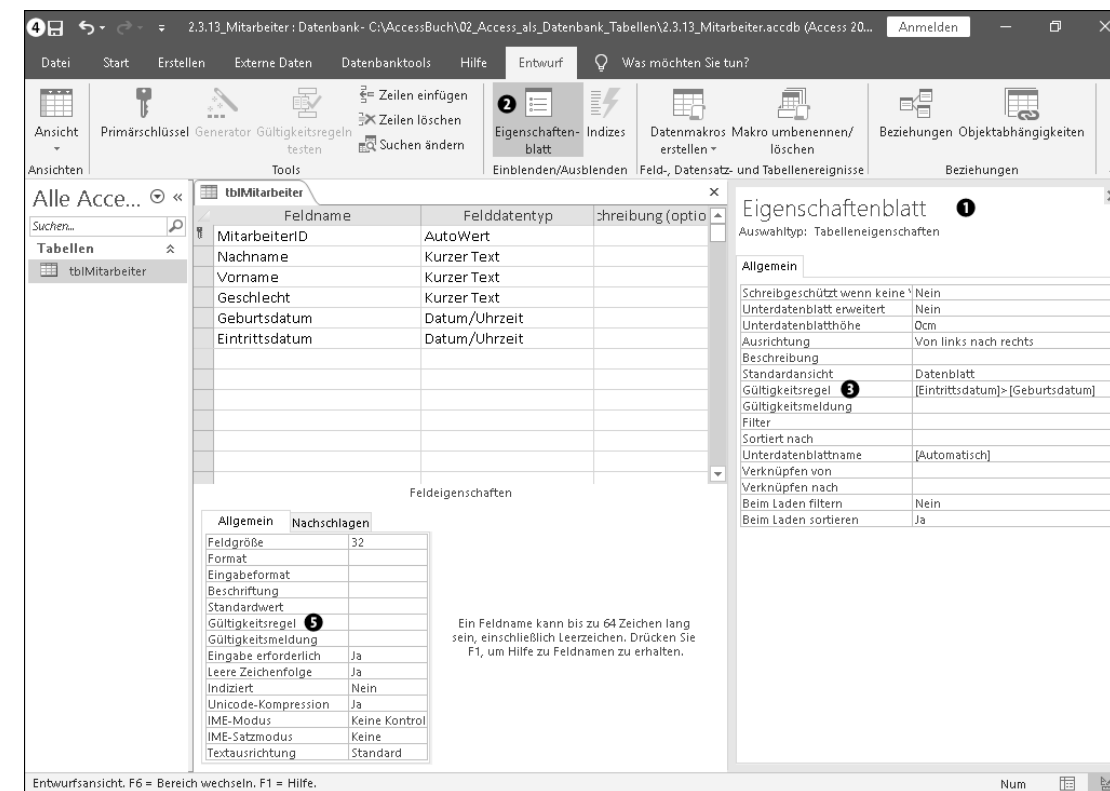 4 2.3.13_Mitarbeiter : Datenbank- C:\AccessBuch\02_Access_als_Datenbank_Tabellen\2.3.13_Mitarbeiter.accdb (Access 20... Anmelden
Datei Start Erstellen Externe Daten Datenbanktools Hilfe Entwurf Was möchten Sie tun?
Ansicht
Primärschlüssel
Generator
Gültigkeitsregeln
testen
Zeilen einfügen
Zeilen löschen
Suchen ändern
2
Eigenschaften-
blatt
Indizes
Datenmakros
erstellen
Makro umbenennen/
löschen
Beziehungen
Objektabhängigkeiten
Ansichten Tools Einblenden/Ausblenden Feld-, Datensatz- und Tabellenereignisse Beziehungen
Alle Acce... «
Suchen...
Tabellen
tblMitarbeiter
tblMitarbeiter
Feldname Felddatentyp chreibung (optio
MitarbeiterID AutoWert
Nachname Kurzer Text
Vorname Kurzer Text
Geschlecht Kurzer Text
Geburtsdatum Datum/Uhrzeit
Eintrittsdatum Datum/Uhrzeit
Feldeigenschaften
Allgemein Nachschlagen
Feldgröße 32
Format
Eingabeformat
Beschriftung
Standardwert
Gültigkeitsregel 5
Gültigkeitsmeldung
Eingabe erforderlich Ja
Leere Zeichenfolge Ja
Indiziert Nein
Unicode-Kompression Ja
IME-Modus Keine Kontrol
IME-Satzmodus Keine
Textausrichtung Standard
Ein Feldname kann bis zu 64 Zeichen lang
sein, einschließlich Leerzeichen. Drücken Sie
F1, um Hilfe zu Feldnamen zu erhalten.
Eigenschaftenblatt 1
Auswahltyp: Tabelleneigenschaften
Allgemein
Schreibgeschützt wenn keine Nein
Unterdatenblatt erweitert Nein
Unterdatenblatthöhe 0cm
Ausrichtung Von links nach rechts
Beschreibung
Standardansicht Datenblatt
Gültigkeitsregel 3 [Eintrittsdatum]>[Geburtsdatum]
Gültigkeitsmeldung
Filter
Sortiert nach
Unterdatenblattname [Automatisch]
Verknüpfen von
Verknüpfen nach
Beim Laden filtern Nein
Beim Laden sortieren Ja
Entwurfsansicht. F6 = Bereich wechseln. F1 = Hilfe. Num